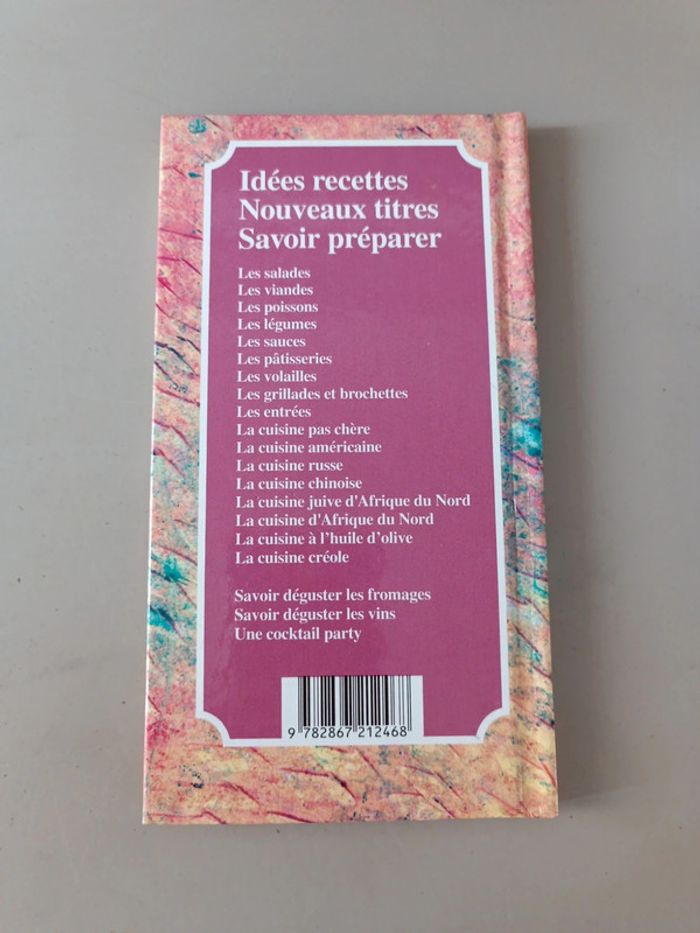 Idées recettes
Nouveaux titres
Savoir préparer
Les salades
Les viandes
Les poissons
Les légumes
Les sauces
Les pâtisseries
Les volailles
Les grillades et brochettes
Les entrées
La cuisine pas chère
La cuisine américaine
La cuisine russe
La cuisine chinoise
La cuisine juive d'Afrique du Nord
La cuisine d'Afrique du Nord
La cuisine à l'huile d'olive
La cuisine créole
Savoir déguster les fromages
Savoir déguster les vins
Une cocktail party
9 782867 212468